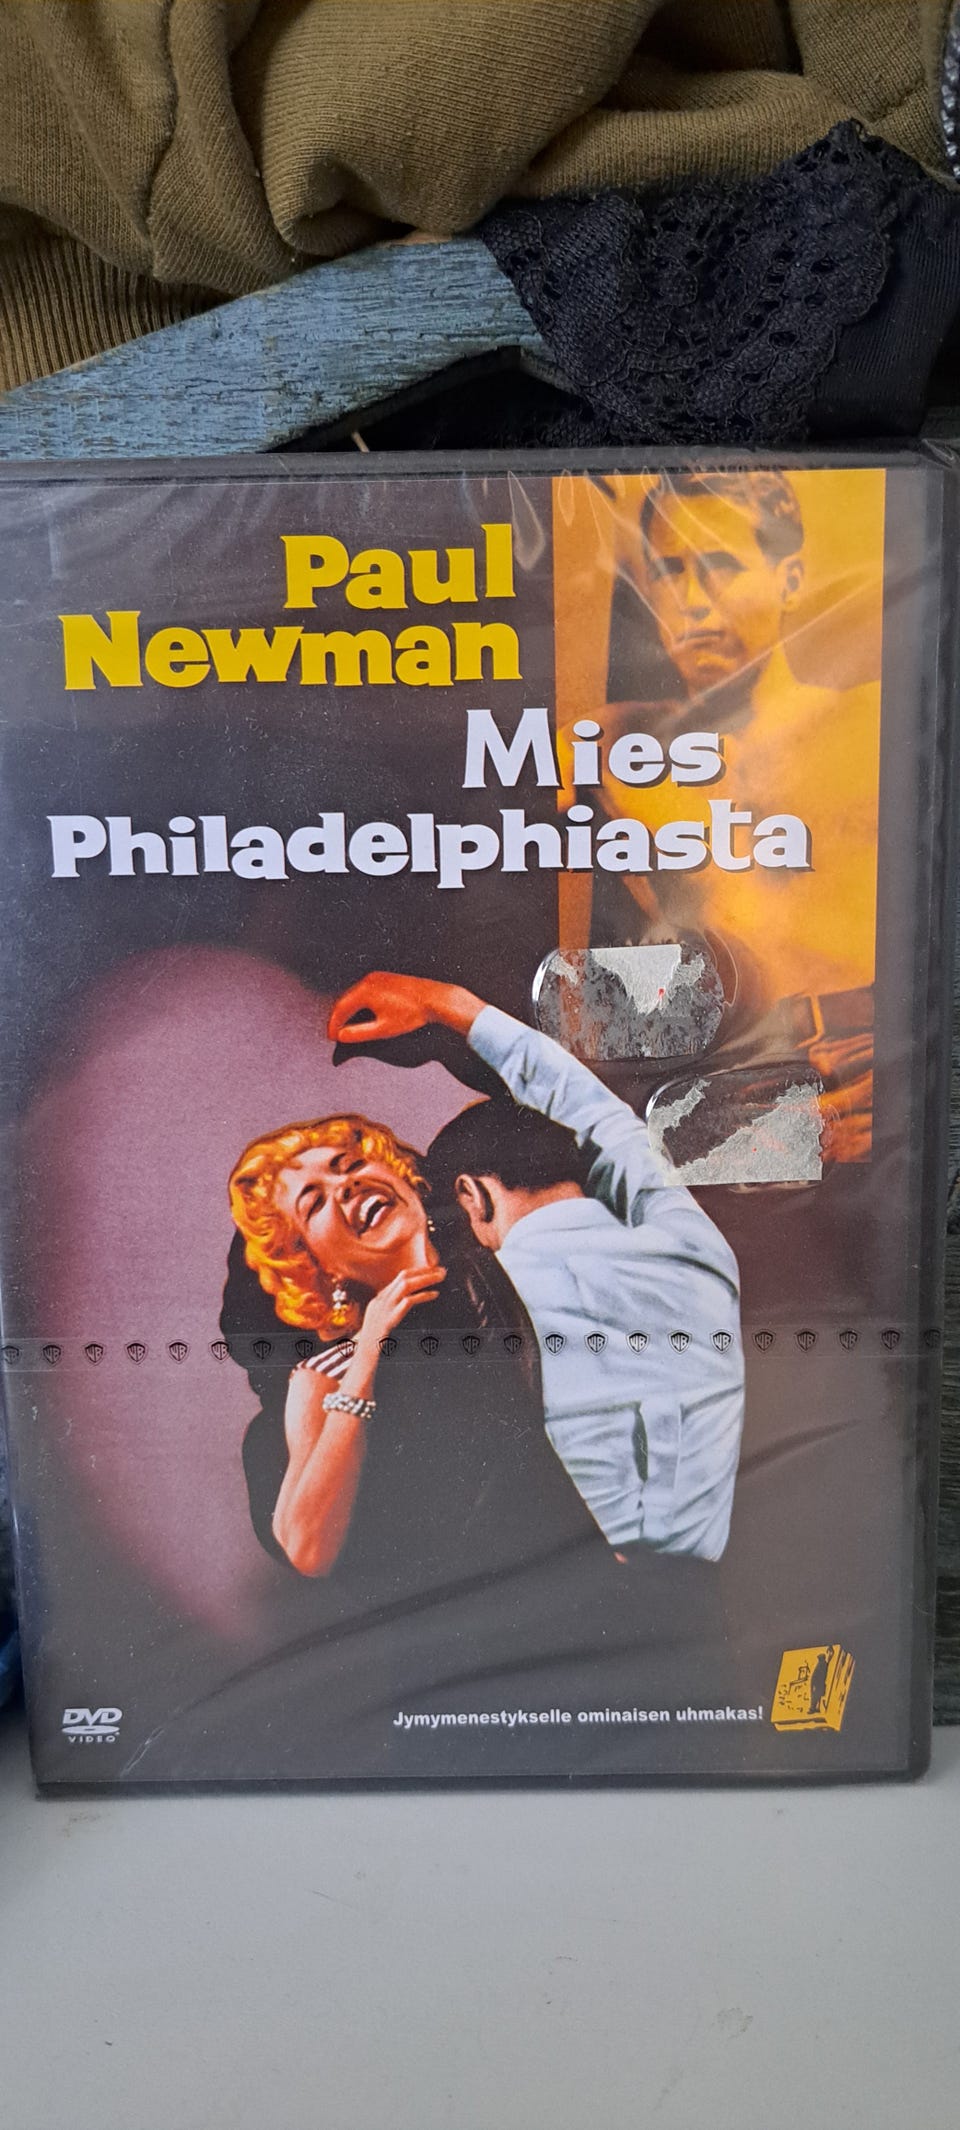 Paul
Newman
Mies
Philadelphiasta
DVD
VIDEO
Jymymenestykselle ominaisen uhmakas!